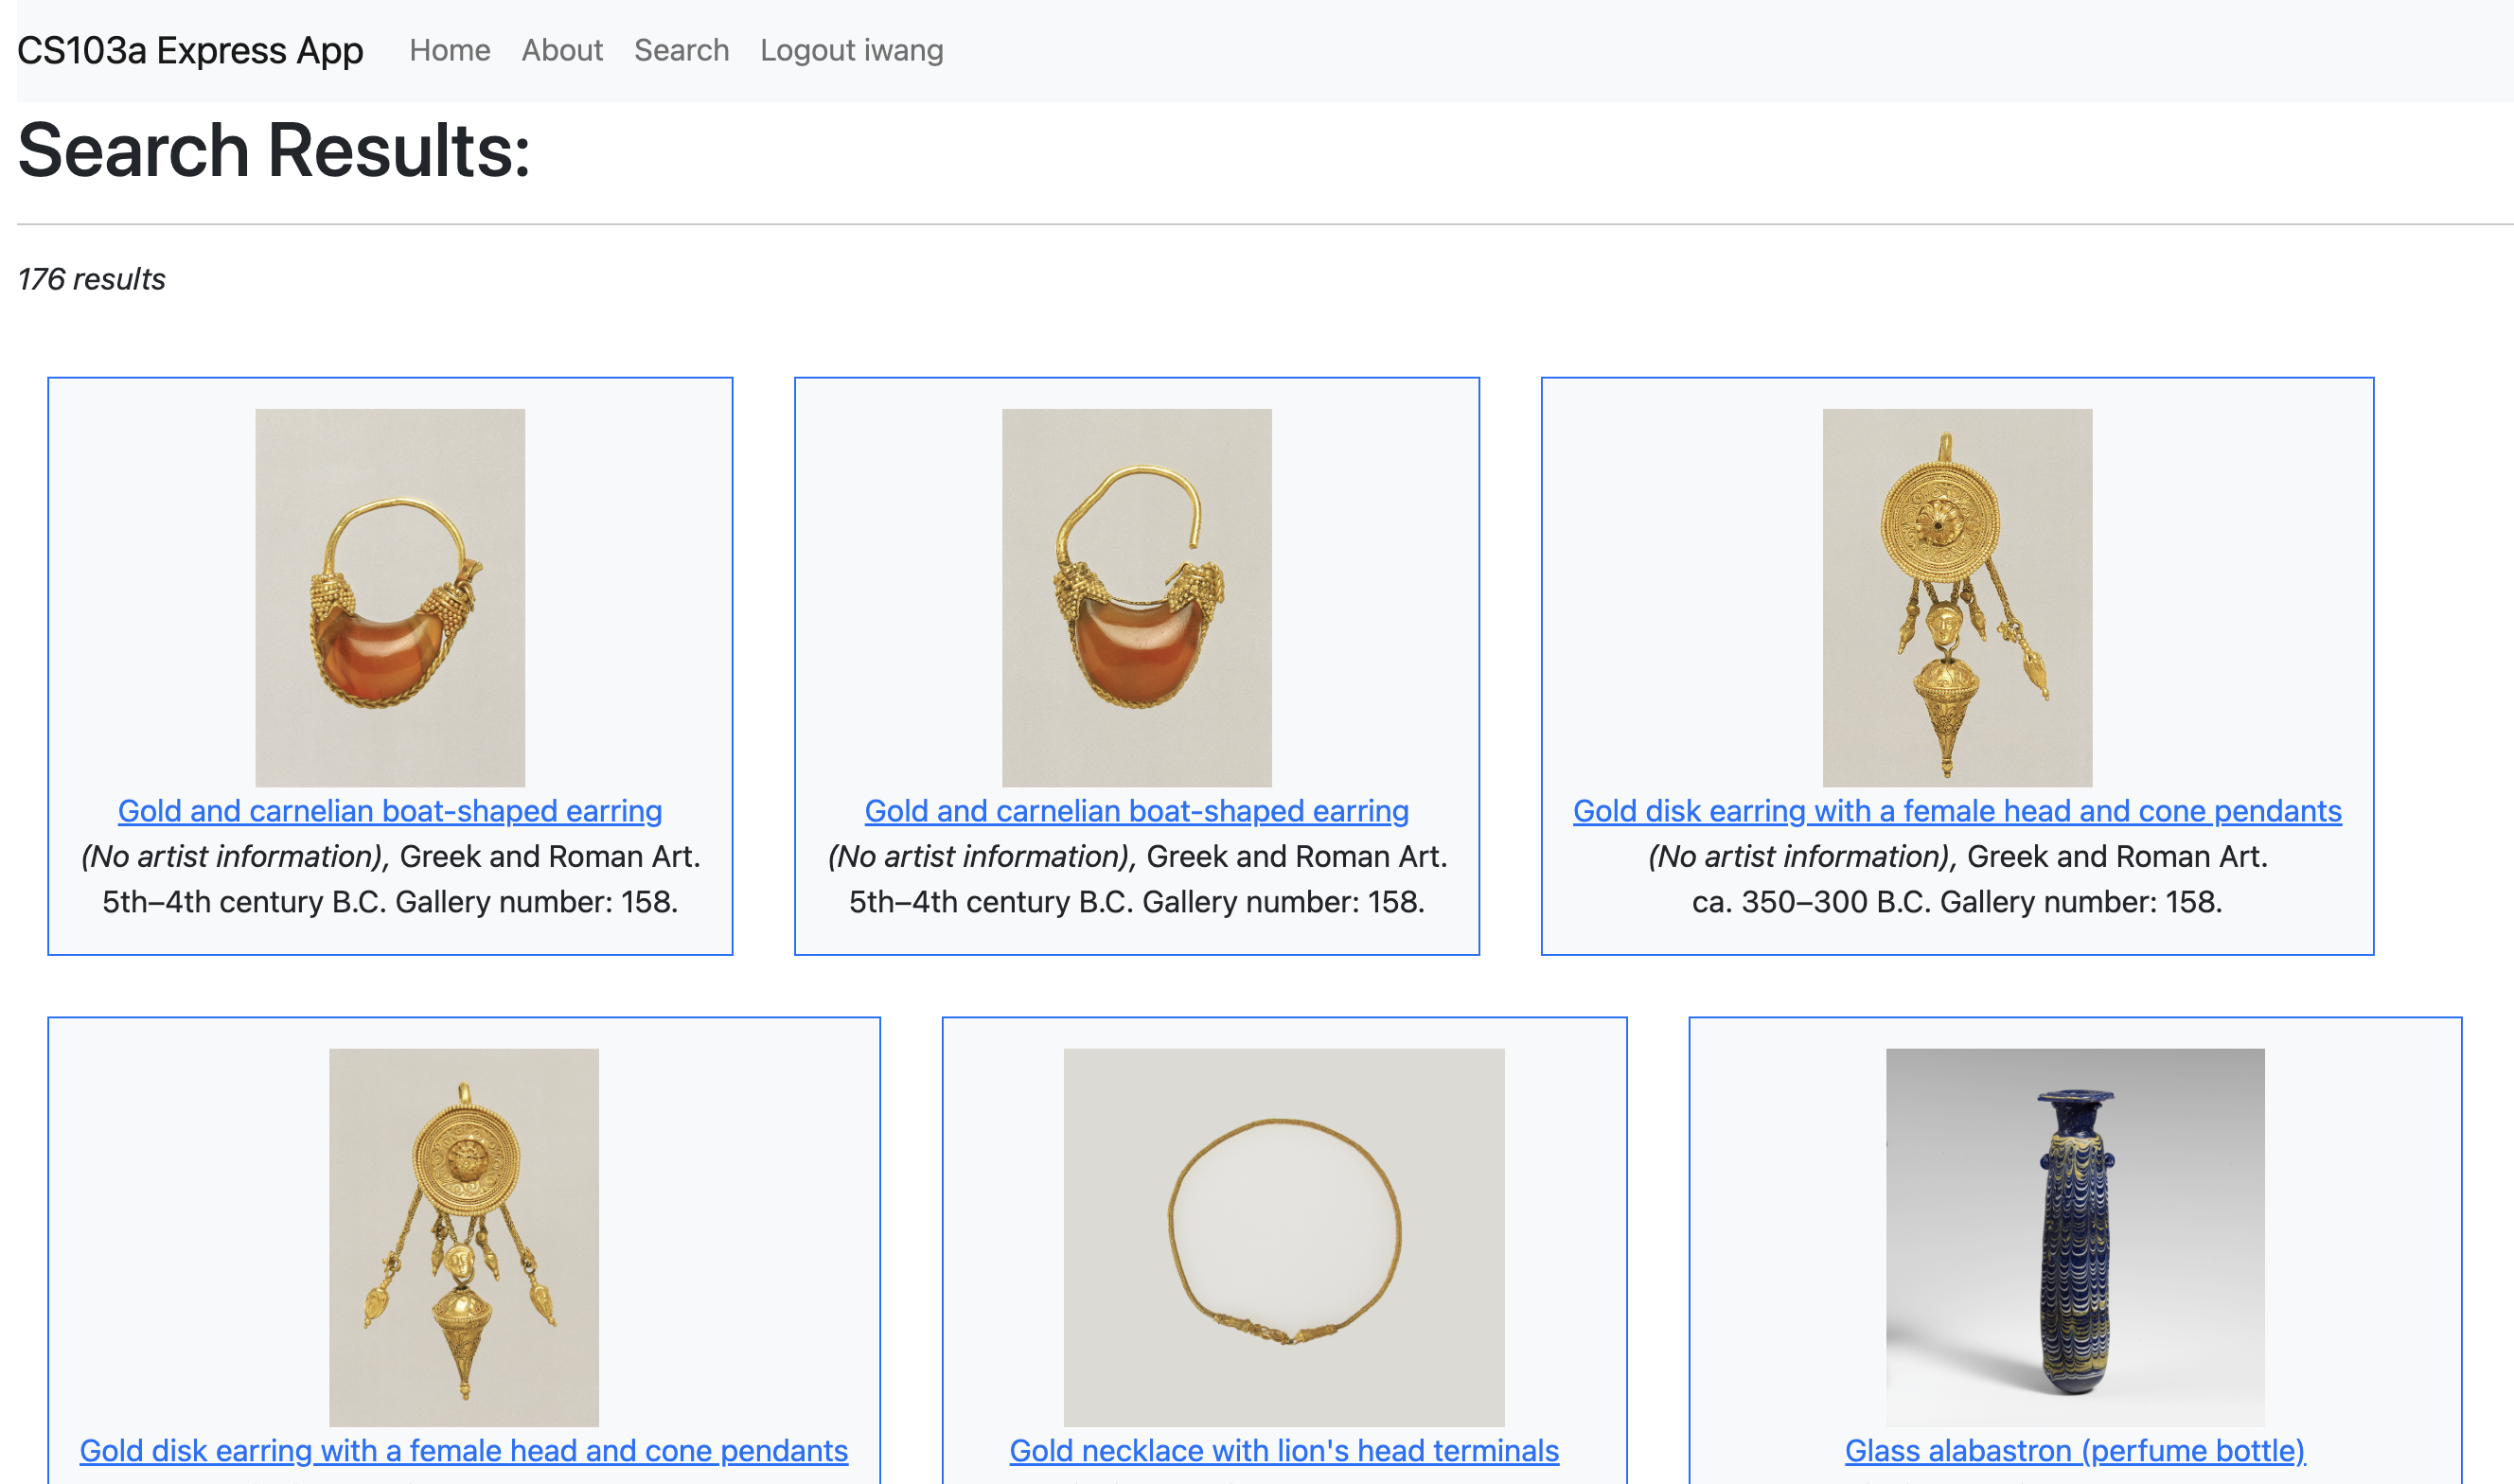 CS103a Express App Home About Search Logout iwang
Search Results:
176 results
Gold and carnelian boat-shaped earring
(No artist information), Greek and Roman Art.
5th–4th century B.C. Gallery number: 158.
Gold and carnelian boat-shaped earring
(No artist information), Greek and Roman Art.
5th–4th century B.C. Gallery number: 158.
Gold disk earring with a female head and cone pendants
(No artist information), Greek and Roman Art.
ca. 350–300 B.C. Gallery number: 158.
Gold disk earring with a female head and cone pendants
Gold necklace with lion's head terminals
Glass alabastron (perfume bottle)